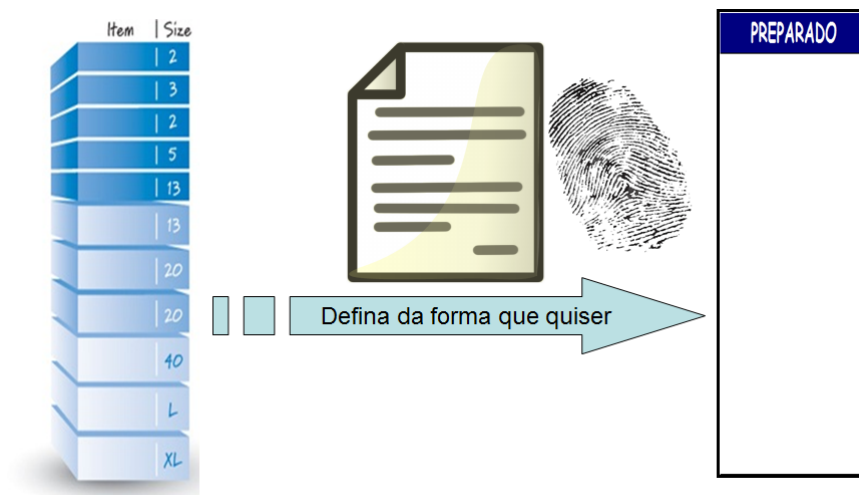 Item | Size
2
3
2
5
13
13
20
20
40
L
XL
Defina da forma que quiser
PREPARADO